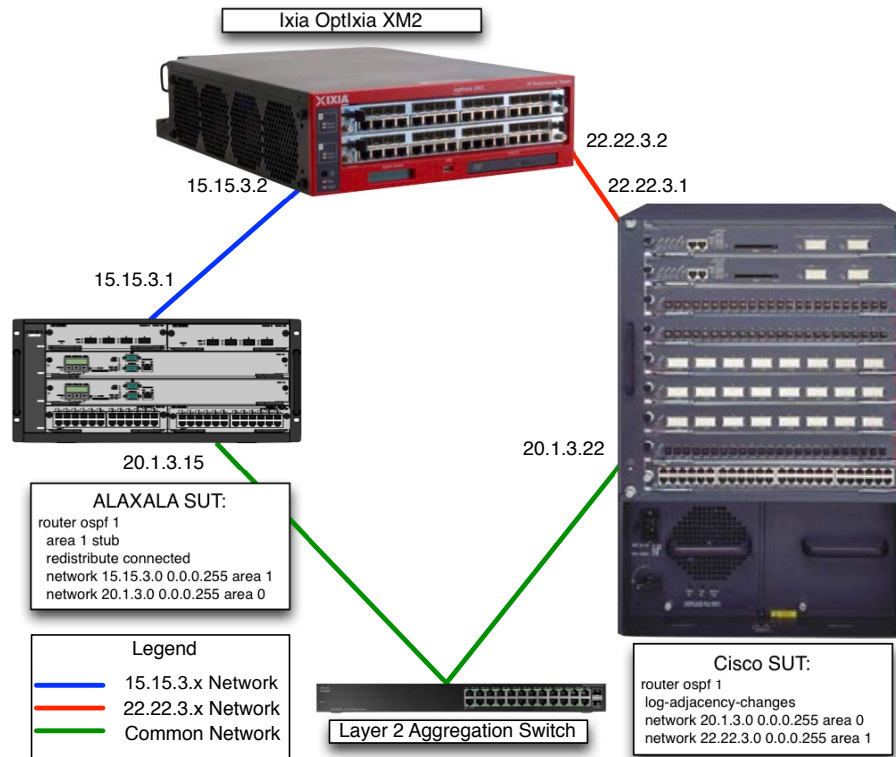 Ixia OptIxia XM2
XIXIA
optixia XM2
22.22.3.2
22.22.3.1
15.15.3.2
15.15.3.1
20.1.3.15
20.1.3.22
ALAXALA SUT:
router ospf 1
area 1 stub
redistribute connected
network 15.15.3.0 0.0.0.255 area 1
network 20.1.3.0 0.0.0.255 area 0
Legend
15.15.3.x Network
22.22.3.x Network
Common Network
Layer 2 Aggregation Switch
Cisco SUT:
router ospf 1
log-adjacency-changes
network 20.1.3.0 0.0.0.255 area 0
network 22.22.3.0 0.0.0.255 area 1